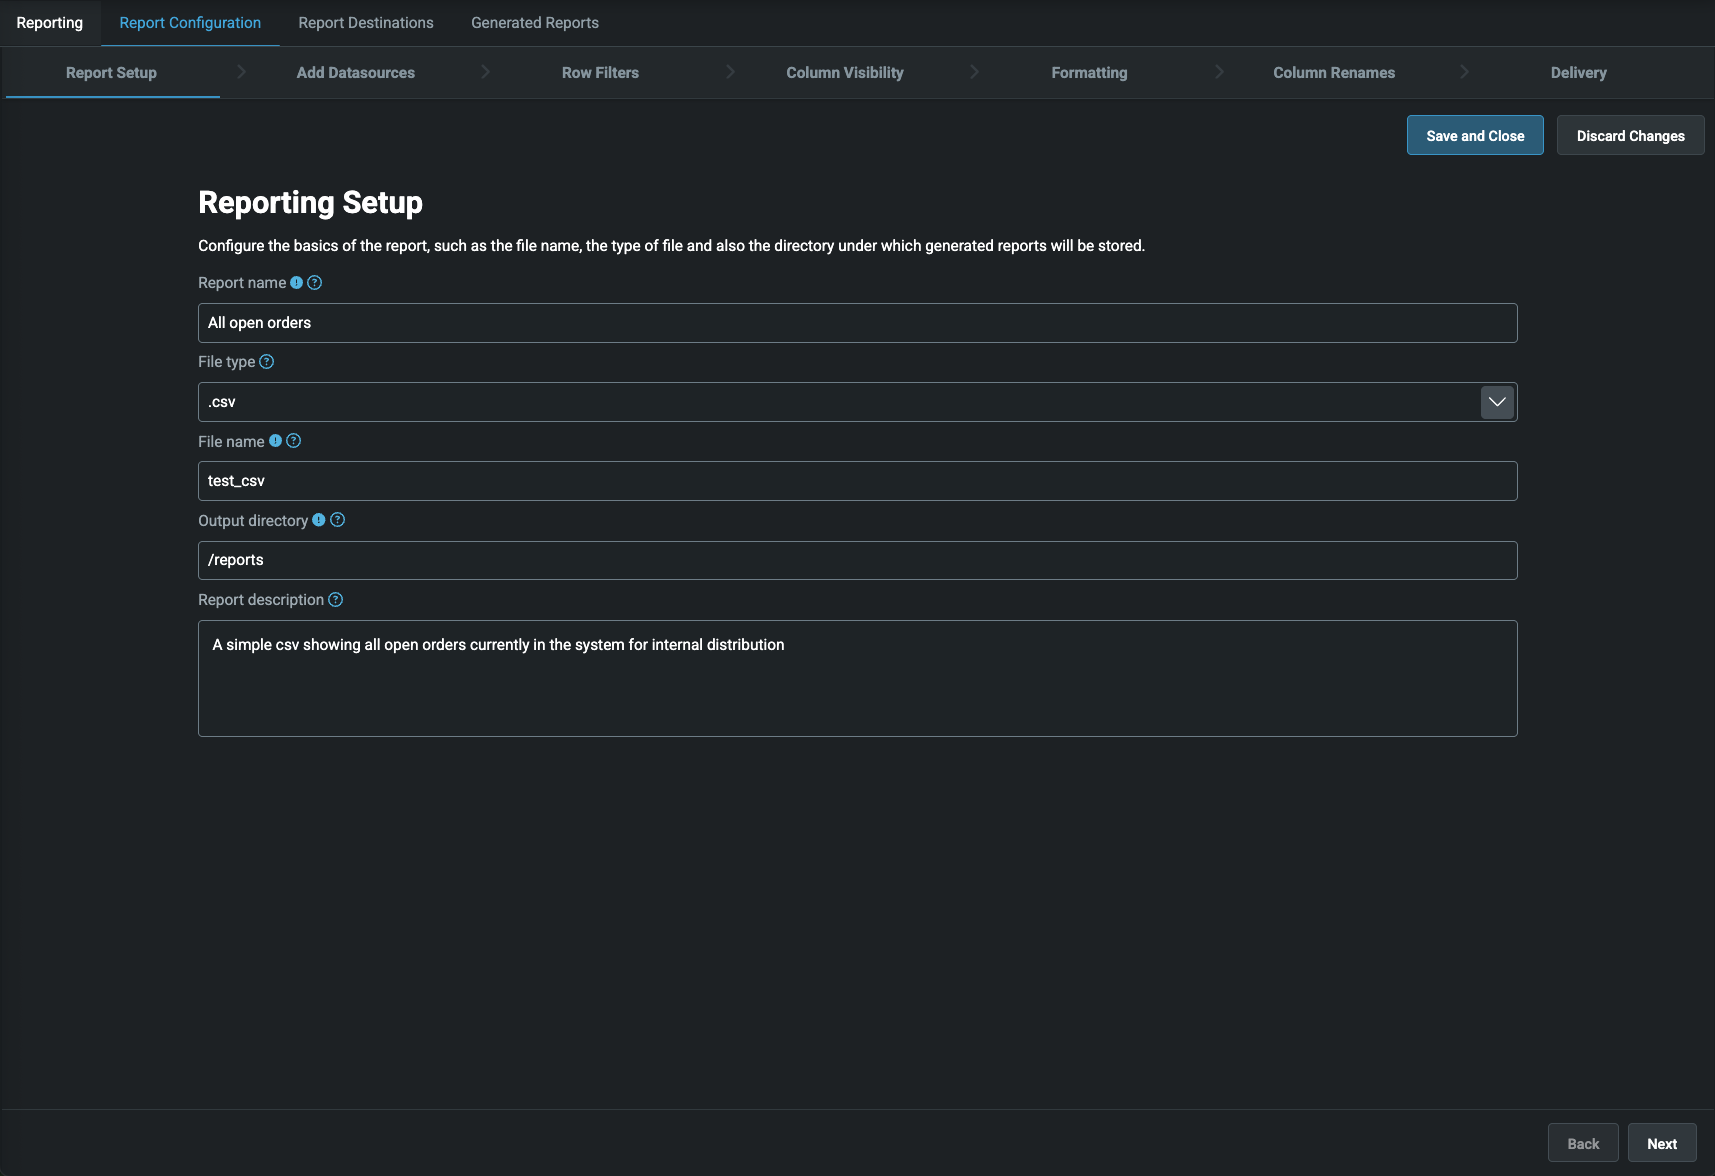 Reporting Report Configuration Report Destinations Generated Reports
Report Setup Add Datasources Row Filters Column Visibility Formatting Column Renames Delivery
Save and Close Discard Changes
Reporting Setup
Configure the basics of the report, such as the file name, the type of file and also the directory under which generated reports will be stored.
Report name
All open orders
File type
.csv
File name
test_csv
Output directory
/reports
Report description
A simple csv showing all open orders currently in the system for internal distribution
Back Next